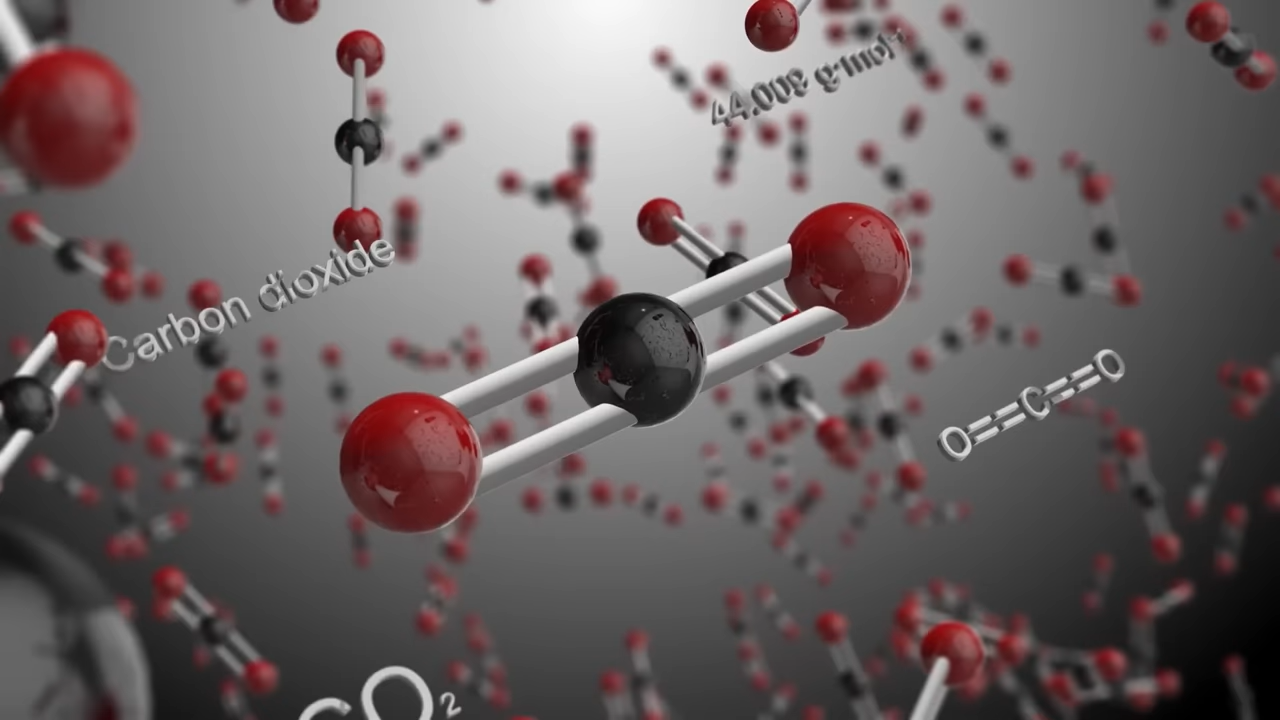 44.009 g·mol⁻¹
Carbon dioxide
O=C=O
CO₂